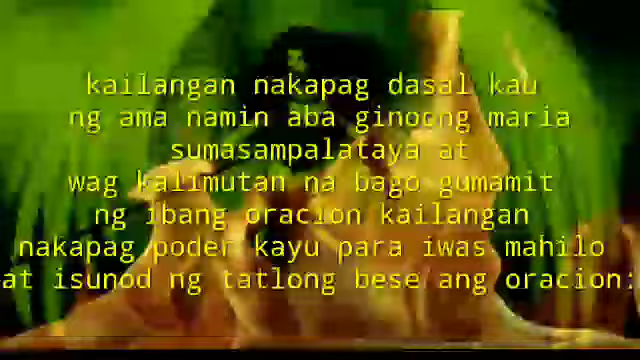 kailangan nakapag dasal kau
ng ama namin aba ginoong maria
sumasampalataya at
wag kalimutan na bago gumamit
ng ibang oracion kailangan
nakapag poder kayu para iwas mahilo
at isunod ng tatlong bese ang oracion: